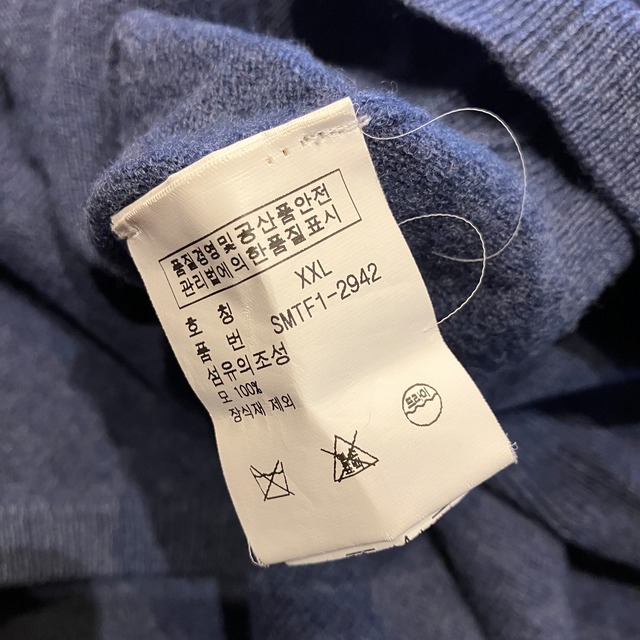 품질경영 및 공산품안전
관리법에의한품질표시
호 칭 XXL
품 번 SMTF1-2942
섬유의조성
모 100%
장식재 제외
드라이